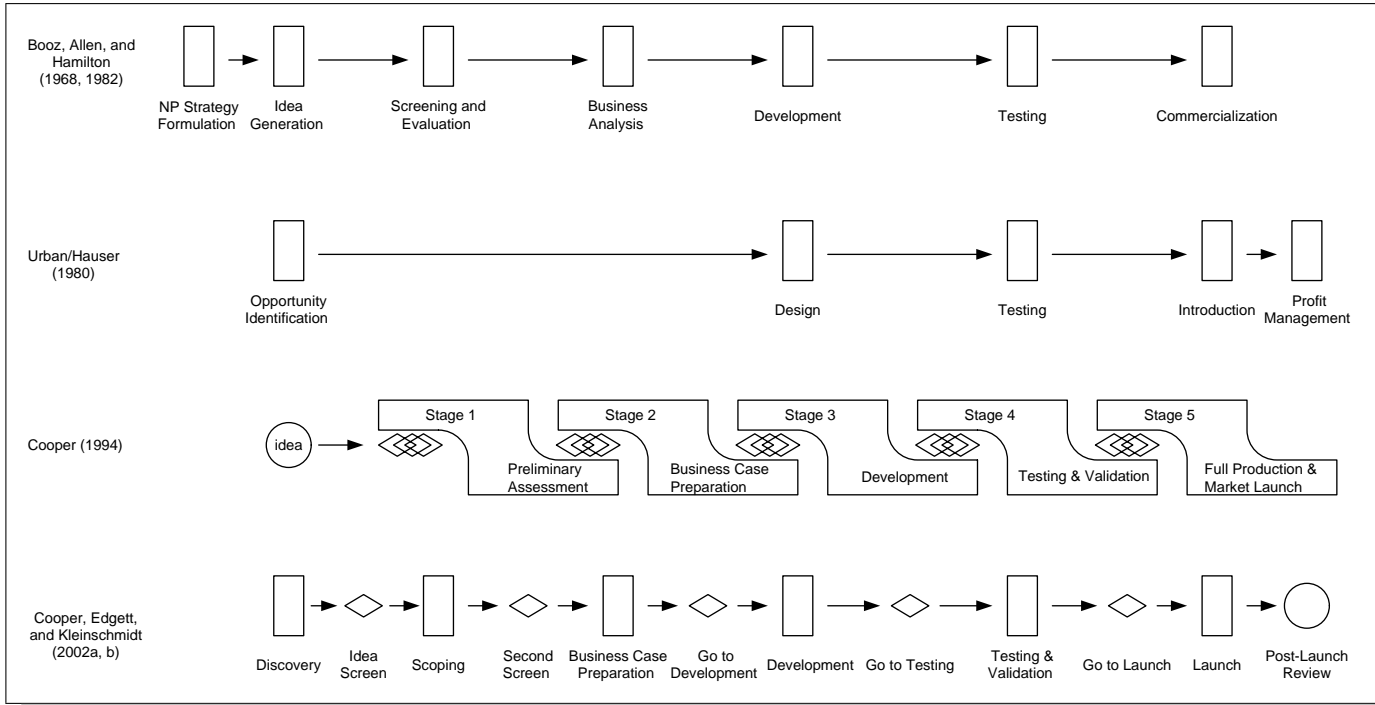 Booz, Allen, and
Hamilton
(1968, 1982)
NP Strategy
Formulation
Idea
Generation
Screening and
Evaluation
Business
Analysis
Development
Testing
Commercialization
Urban/Hauser
(1980)
Opportunity
Identification
Design
Testing
Introduction
Profit
Management
Cooper (1994)
idea
Stage 1
Preliminary
Assessment
Stage 2
Business Case
Preparation
Stage 3
Development
Stage 4
Testing & Validation
Stage 5
Full Production &
Market Launch
Cooper, Edgett,
and Kleinschmidt
(2002a, b)
Discovery
Idea
Screen
Scoping
Second
Screen
Business Case
Preparation
Go to
Development
Development
Go to Testing
Testing &
Validation
Go to Launch
Launch
Post-Launch
Review